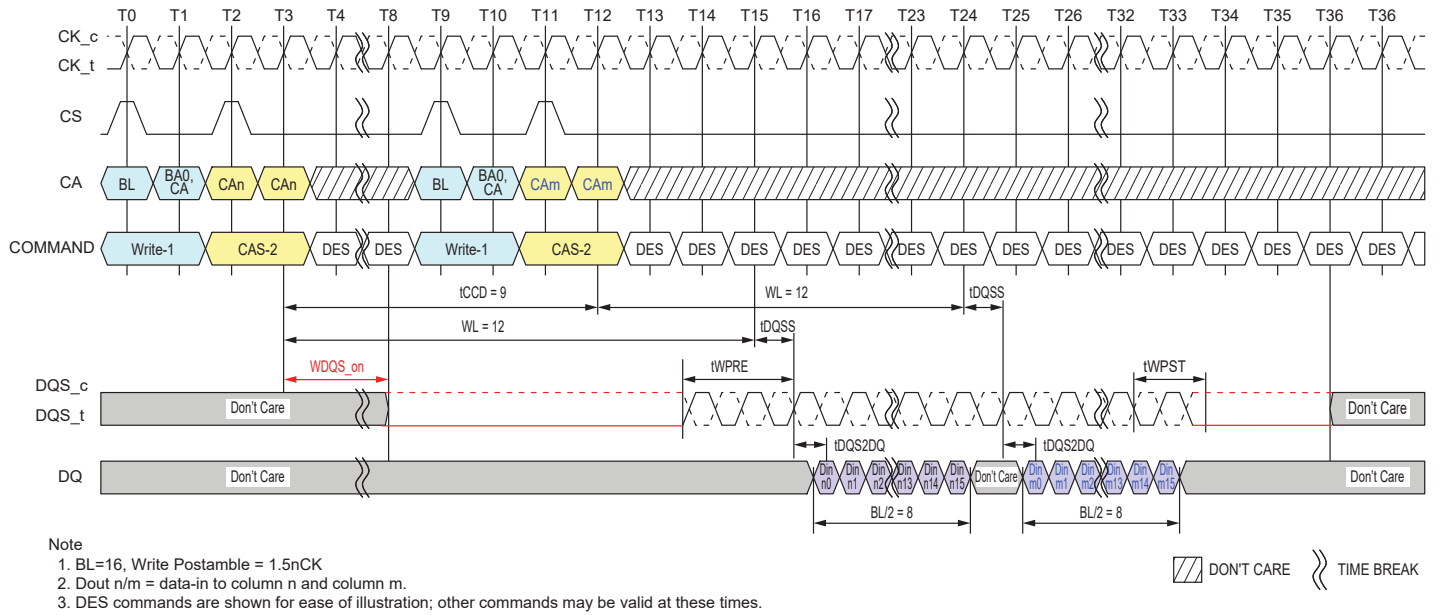 T0 T1 T2 T3 T4 T8 T9 T10 T11 T12 T13 T14 T15 T16 T17 T23 T24 T25 T26 T32 T33 T34 T35 T36 T36
CK_c
CK_t
CS
CA BL BA0, CA CAn CAn BL BA0, CA CAm CAm
COMMAND Write-1 CAS-2 DES DES Write-1 CAS-2 DES DES DES DES DES DES DES DES DES DES DES DES DES DES DES
tCCD = 9 WL = 12 tDQSS
WL = 12 tDQSS
WDQS_on tWPRE tWPST
DQS_c
DQS_t Don't Care Don't Care
tDQS2DQ tDQS2DQ
DQ Don't Care Din n0 Din n1 Din n2 Din n13 Din n14 Din n15 Don't Care Din m0 Din m1 Din m2 Din m13 Din m14 Din m15 Don't Care
BL/2 = 8 BL/2 = 8
Note
1. BL=16, Write Postamble = 1.5nCK
2. Dout n/m = data-in to column n and column m.
3. DES commands are shown for ease of illustration; other commands may be valid at these times.
DON'T CARE TIME BREAK